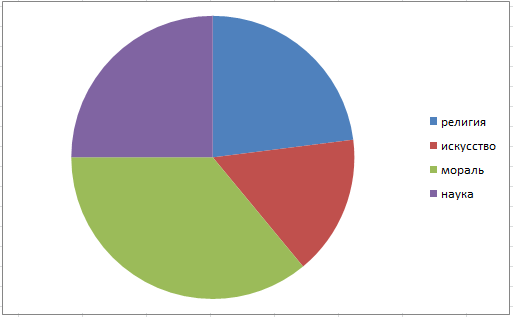 религия
искусство
мораль
наука